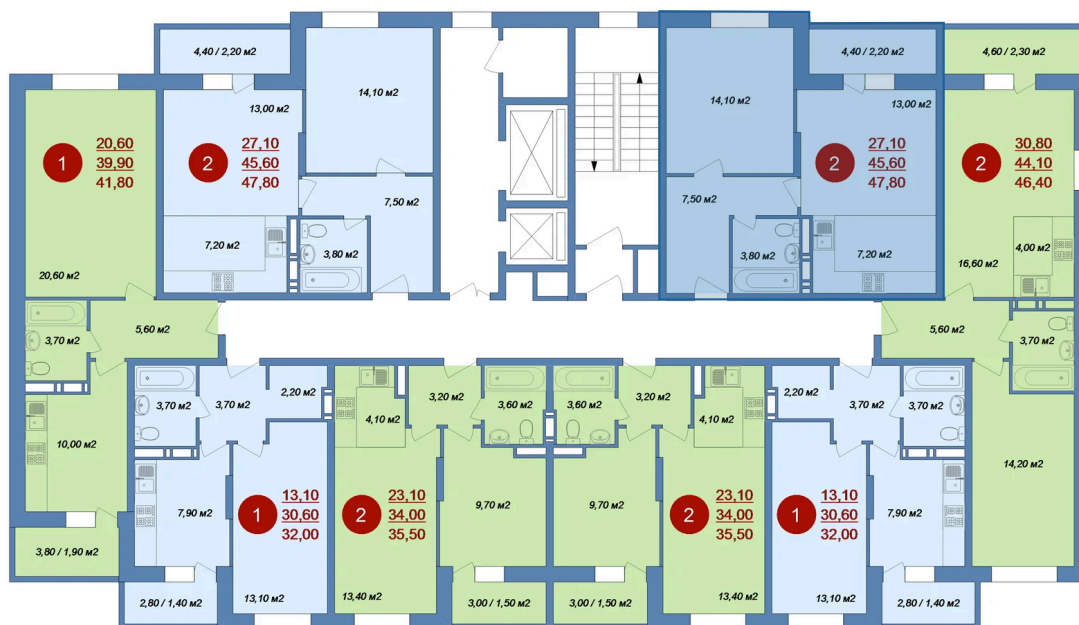 4,40 / 2,20 м2
13,00 м2
14,10 м2
14,10 м2
4,40 / 2,20 м2
13,00 м2
4,60 / 2,30 м2
1
20,60
39,90
41,80
2
27,10
45,60
47,80
2
27,10
45,60
47,80
2
30,80
44,10
46,40
7,50 м2
7,50 м2
7,20 м2
3,80 м2
3,80 м2
7,20 м2
4,00 м2
20,60 м2
16,60 м2
3,70 м2
5,60 м2
5,60 м2
3,70 м2
3,70 м2
3,70 м2
2,20 м2
4,10 м2
3,20 м2
3,60 м2
3,60 м2
3,20 м2
4,10 м2
2,20 м2
3,70 м2
3,70 м2
10,00 м2
14,20 м2
7,90 м2
1
13,10
30,60
32,00
2
23,10
34,00
35,50
9,70 м2
9,70 м2
2
23,10
34,00
35,50
1
13,10
30,60
32,00
7,90 м2
3,80 / 1,90 м2
2,80 / 1,40 м2
13,10 м2
13,40 м2
3,00 / 1,50 м2
3,00 / 1,50 м2
13,40 м2
13,10 м2
2,80 / 1,40 м2